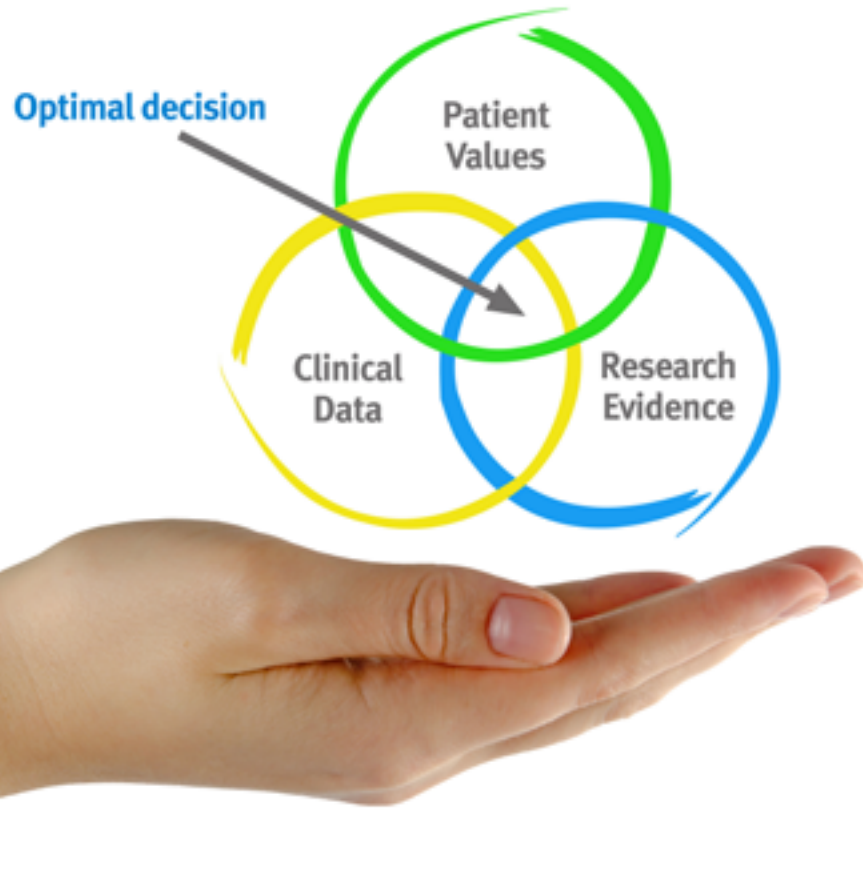 Optimal decision
Patient
Values
Clinical
Data
Research
Evidence